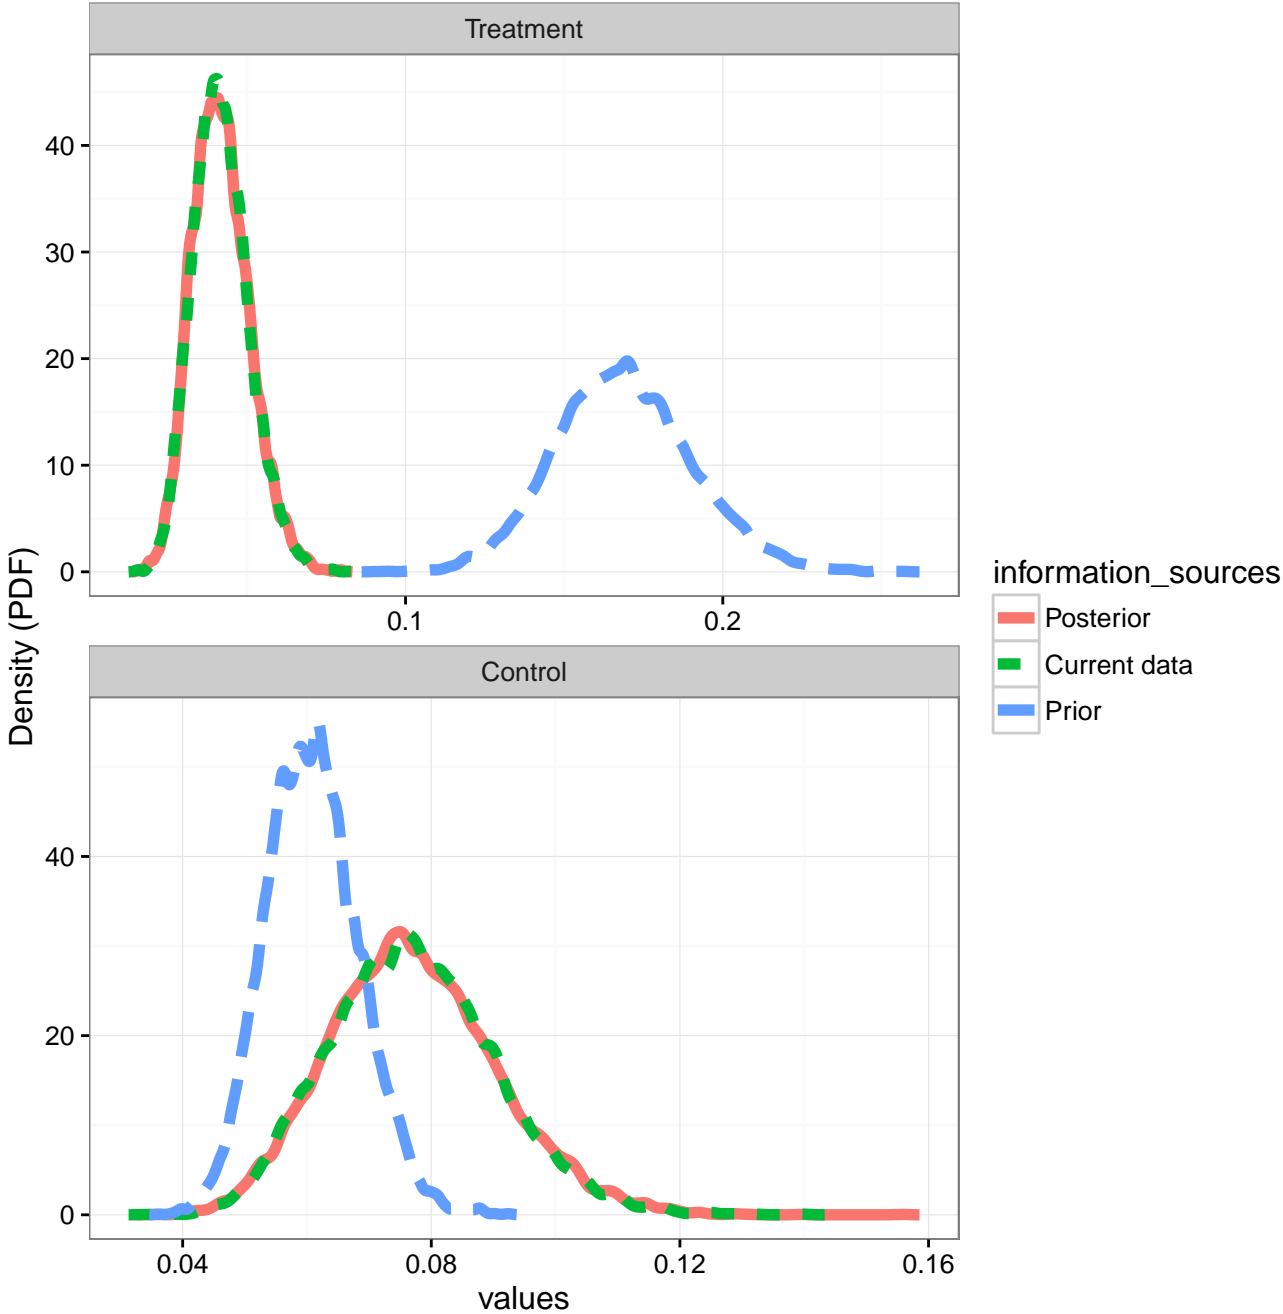 Treatment
40
30
20
10
0
0.1 0.2
Density (PDF)
Control
40
20
0
0.04 0.08 0.12 0.16
values
information_sources
Posterior
Current data
Prior